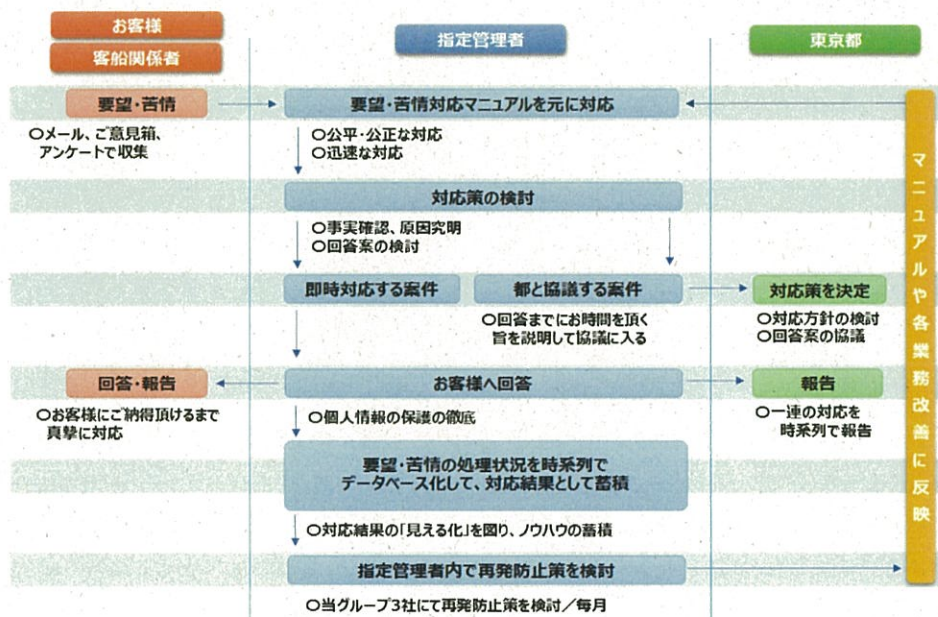 お客様
客船関係者
指定管理者
東京都
要望・苦情
要望・苦情対応マニュアルを元に対応
○メール、ご意見箱、
アンケートで収集
○公平・公正な対応
○迅速な対応
対応策の検討
○事実確認、原因究明
○回答案の検討
即時対応する案件
都と協議する案件
対応策を決定
○回答までにお時間を頂く
旨を説明して協議に入る
○対応方針の検討
○回答案の協議
回答・報告
お客様へ回答
報告
○お客様にご納得頂けるまで
真摯に対応
○個人情報の保護の徹底
○一連の対応を
時系列で報告
要望・苦情の処理状況を時系列で
データベース化して、対応結果として蓄積
○対応結果の「見える化」を図り、ノウハウの蓄積
指定管理者内で再発防止策を検討
○当グループ3社にて再発防止策を検討／毎月
マニュアルや各業務改善に反映